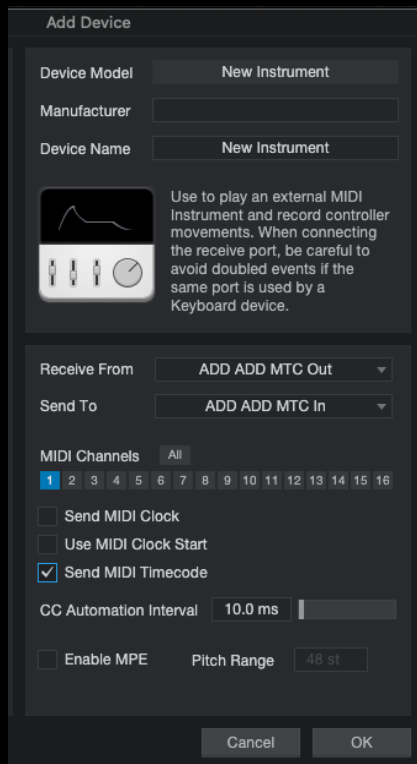 Add Device
Device Model New Instrument
Manufacturer
Device Name New Instrument
Use to play an external MIDI
Instrument and record controller
movements. When connecting
the receive port, be careful to
avoid doubled events if the
same port is used by a
Keyboard device.
Receive From ADD ADD MTC Out
Send To ADD ADD MTC In
MIDI Channels All
1 2 3 4 5 6 7 8 9 10 11 12 13 14 15 16
Send MIDI Clock
Use MIDI Clock Start
Send MIDI Timecode
CC Automation Interval 10.0 ms
Enable MPE Pitch Range 48 st
Cancel OK